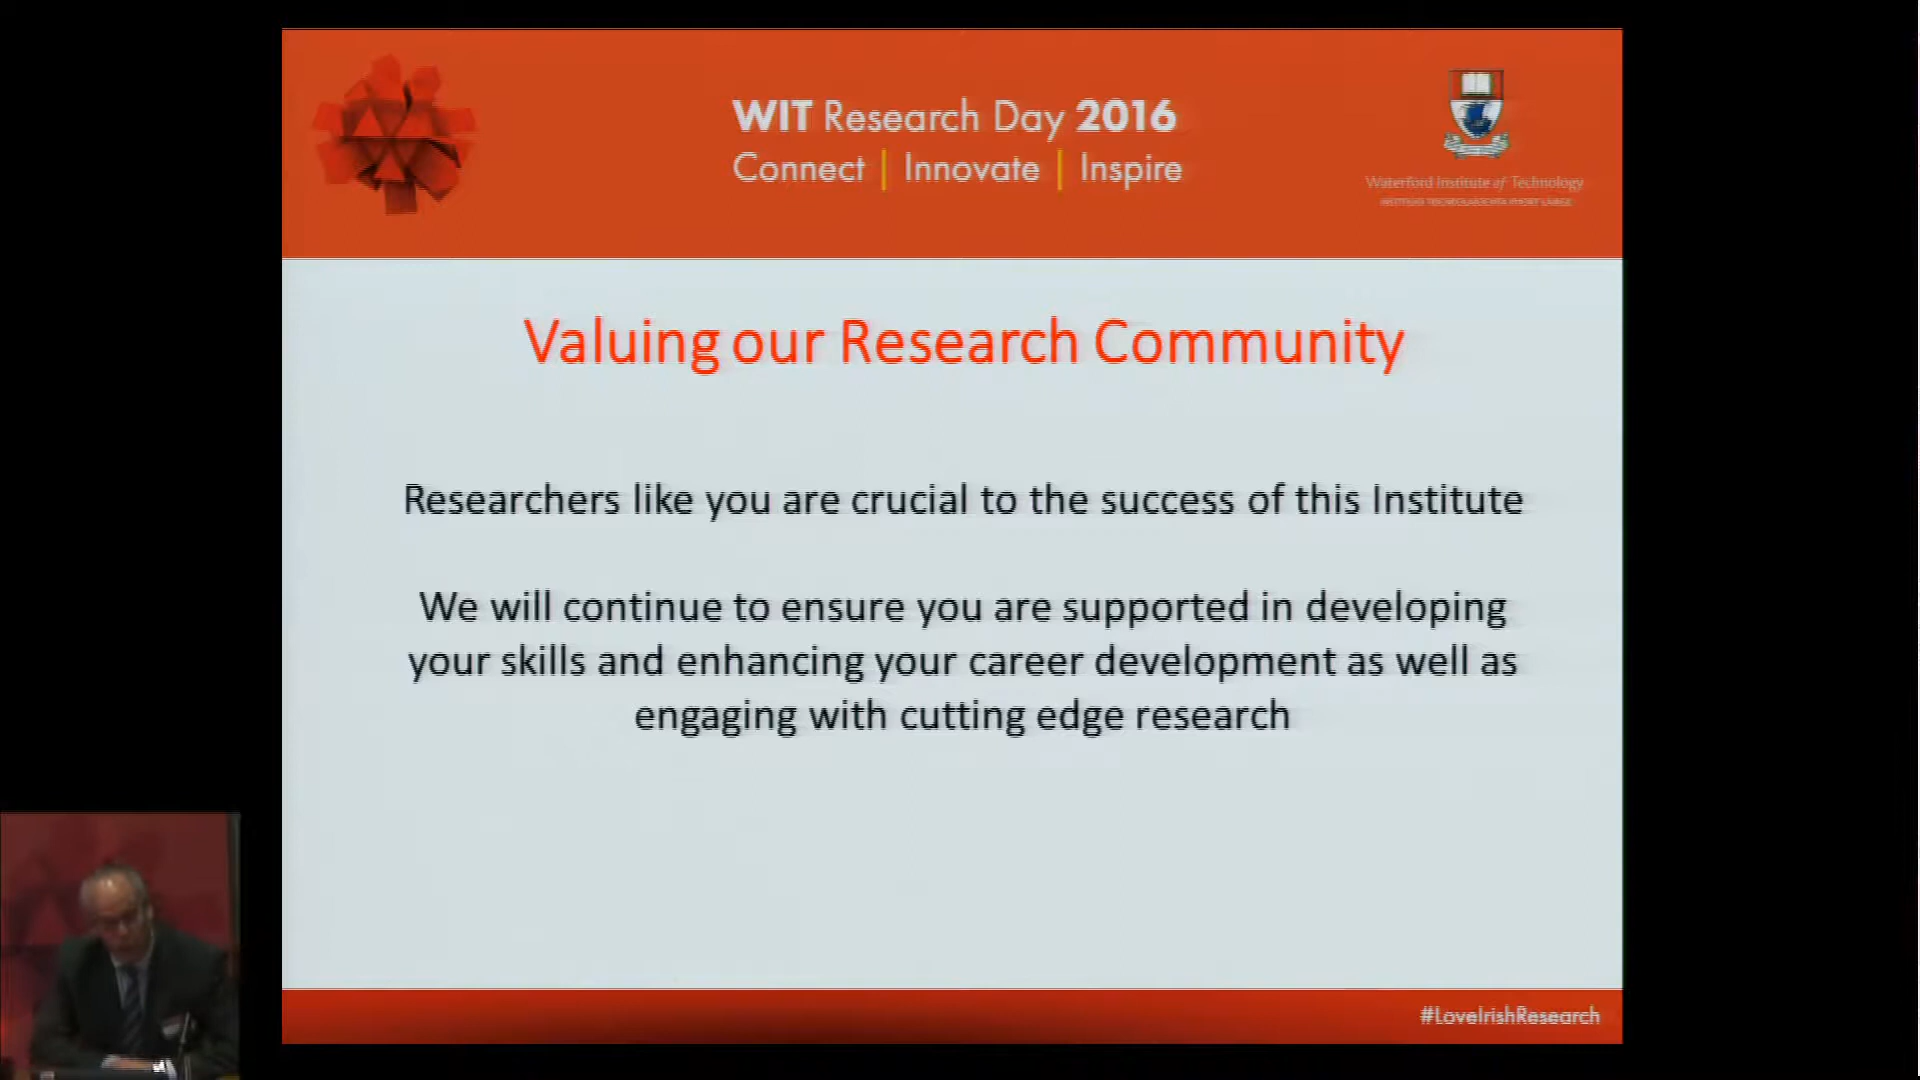 WIT Research Day 2016
Connect | Innovate | Inspire
Waterford Institute of Technology
Valuing our Research Community
Researchers like you are crucial to the success of this Institute
We will continue to ensure you are supported in developing
your skills and enhancing your career development as well as
engaging with cutting edge research
#LoveIrishResearch